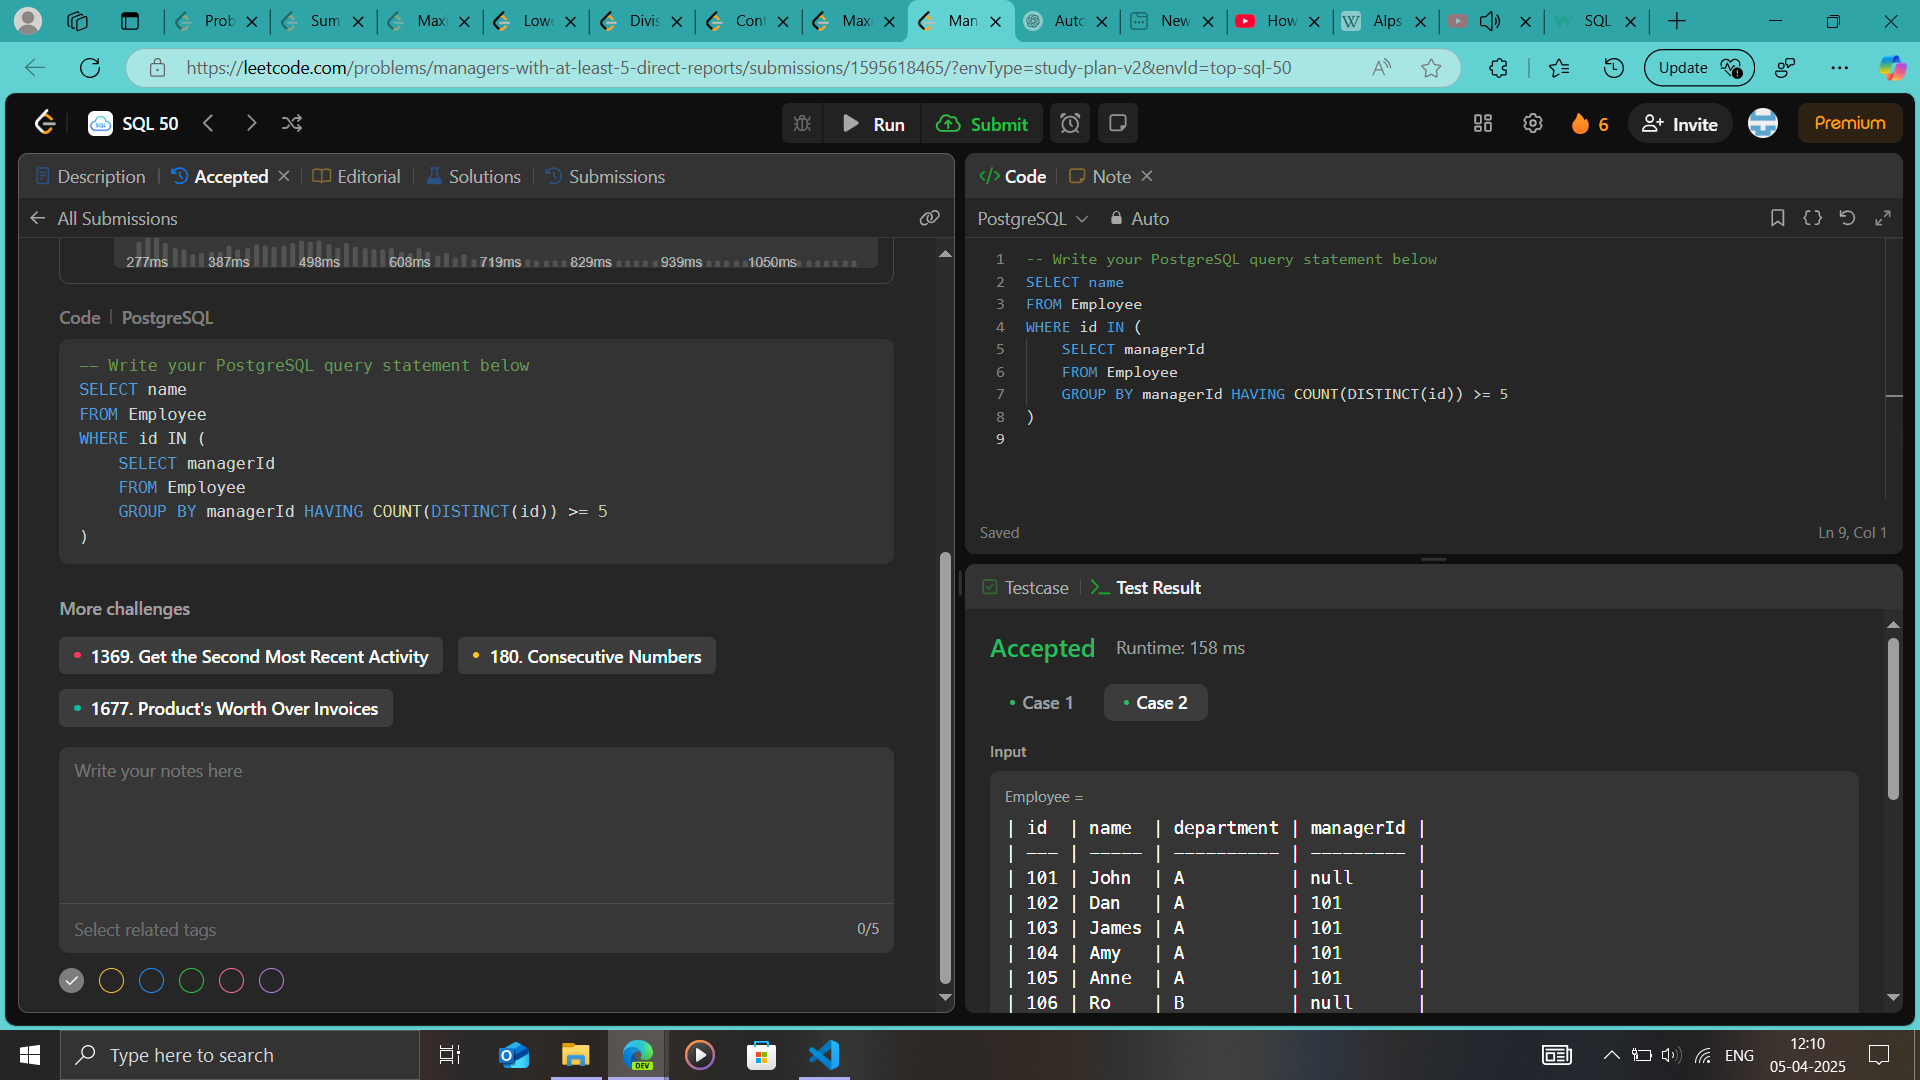 Prob
Sum
Maxi
Lowe
Divis
Conf
Maxi
Man
Auto
New
How
Alps
SQL
https://leetcode.com/problems/managers-with-at-least-5-direct-reports/submissions/1595618465/?envType=study-plan-v2&envId=top-sql-50
Update
SQL 50
Run
Submit
6
Invite
Premium
Description
Accepted
Editorial
Solutions
Submissions
All Submissions
277ms 387ms 498ms 608ms 719ms 829ms 939ms 1050ms
Code | PostgreSQL
-- Write your PostgreSQL query statement below
SELECT name
FROM Employee
WHERE id IN (
    SELECT managerId
    FROM Employee
    GROUP BY managerId HAVING COUNT(DISTINCT(id)) >= 5
)
More challenges
1369. Get the Second Most Recent Activity
180. Consecutive Numbers
1677. Product's Worth Over Invoices
Write your notes here
Select related tags
0/5
Code
Note
PostgreSQL
Auto
1 -- Write your PostgreSQL query statement below
2 SELECT name
3 FROM Employee
4 WHERE id IN (
5     SELECT managerId
6     FROM Employee
7     GROUP BY managerId HAVING COUNT(DISTINCT(id)) >= 5
8 )
9
Saved
Ln 9, Col 1
Testcase
Test Result
Accepted
Runtime: 158 ms
Case 1
Case 2
Input
Employee =
| id  | name  | department | managerId |
| --- | ----- | ---------- | --------- |
| 101 | John  | A          | null      |
| 102 | Dan   | A          | 101       |
| 103 | James | A          | 101       |
| 104 | Amy   | A          | 101       |
| 105 | Anne  | A          | 101       |
| 106 | Ro    | B          | null      |
Type here to search
DEV
ENG
12:10
05-04-2025